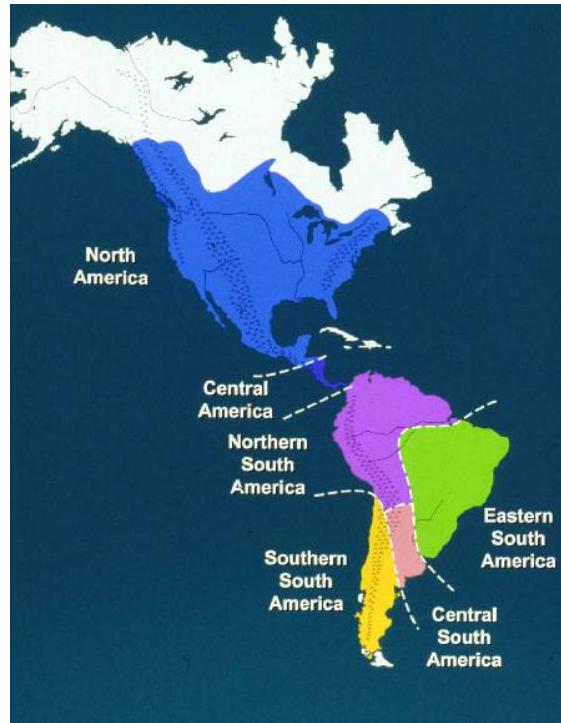 North
America
Central
America
Northern
South
America
Eastern
South
America
Southern
South
America
Central
South
America